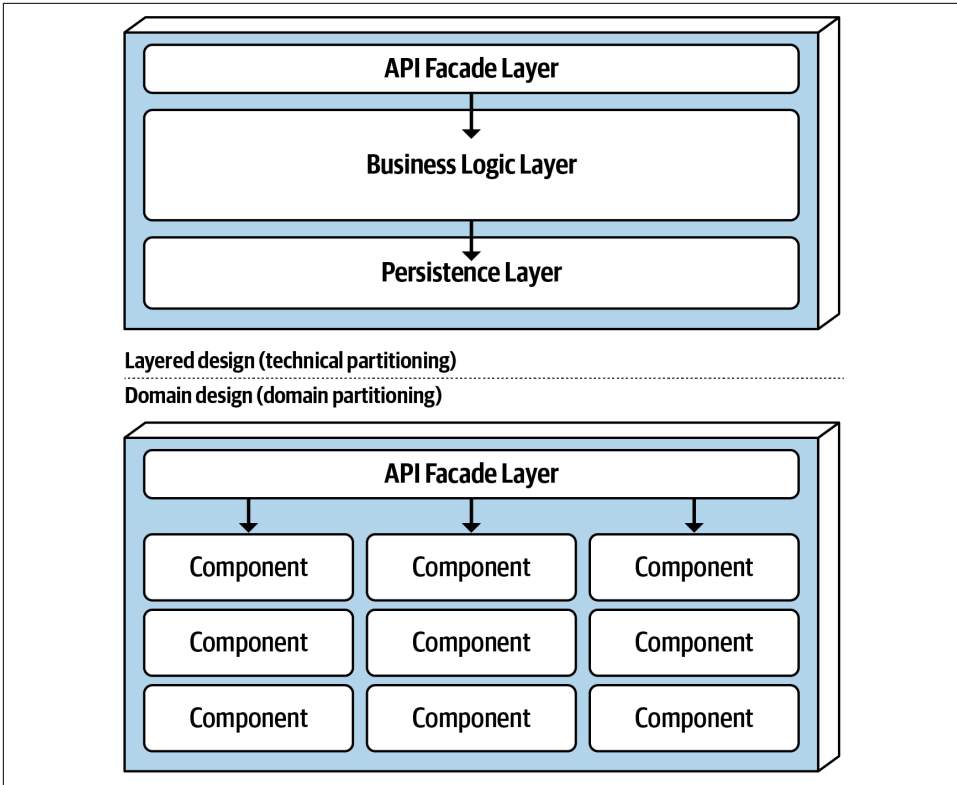 API Facade Layer
Business Logic Layer
Persistence Layer
Layered design (technical partitioning)
Domain design (domain partitioning)
API Facade Layer
Component Component Component
Component Component Component
Component Component Component